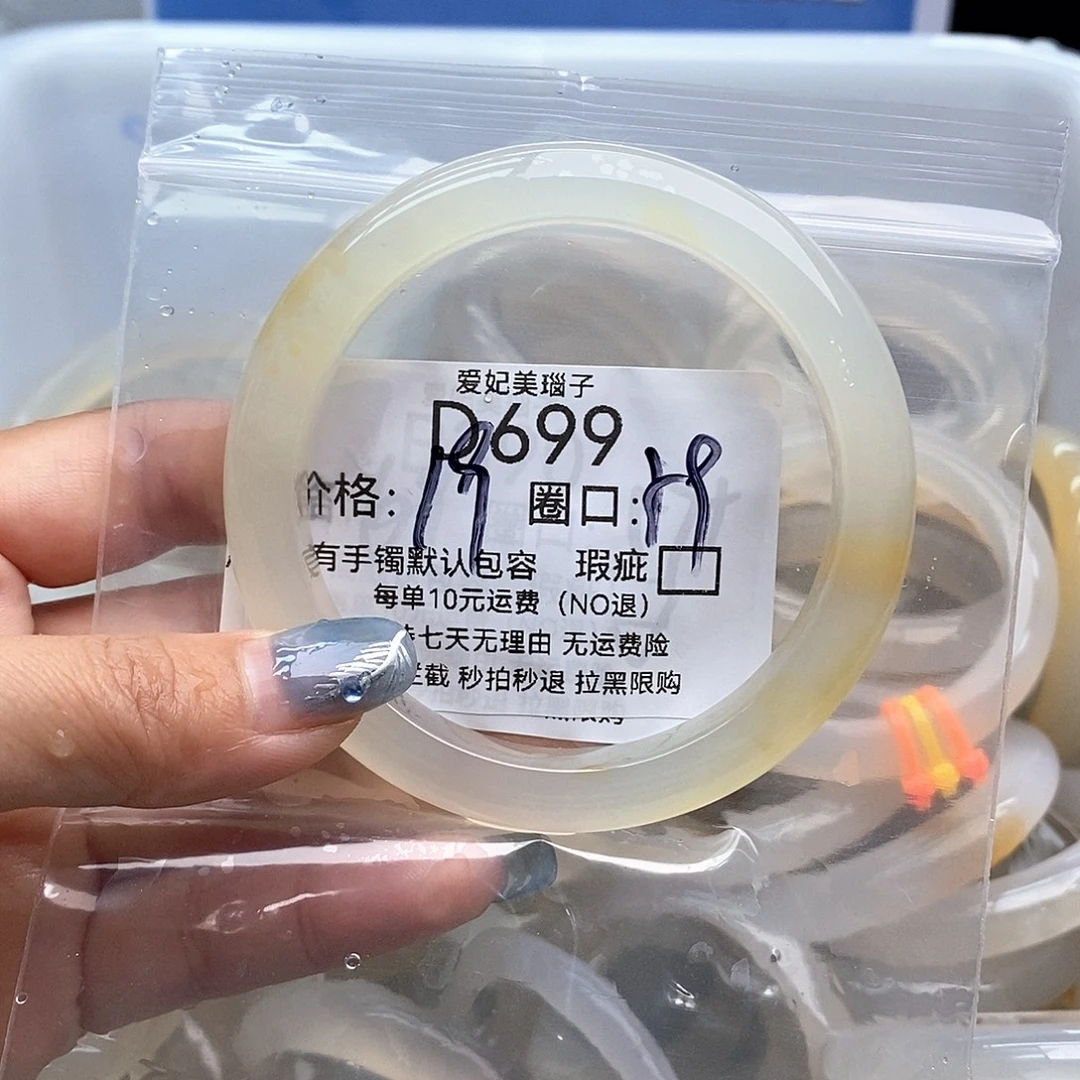 爱妃美瑙子
D699
价格: 圈口:
有手镯默认包容 瑕疵
每单10元运费（NO退）
七天无理由 无运费险
截 秒拍秒退 拉黑限购